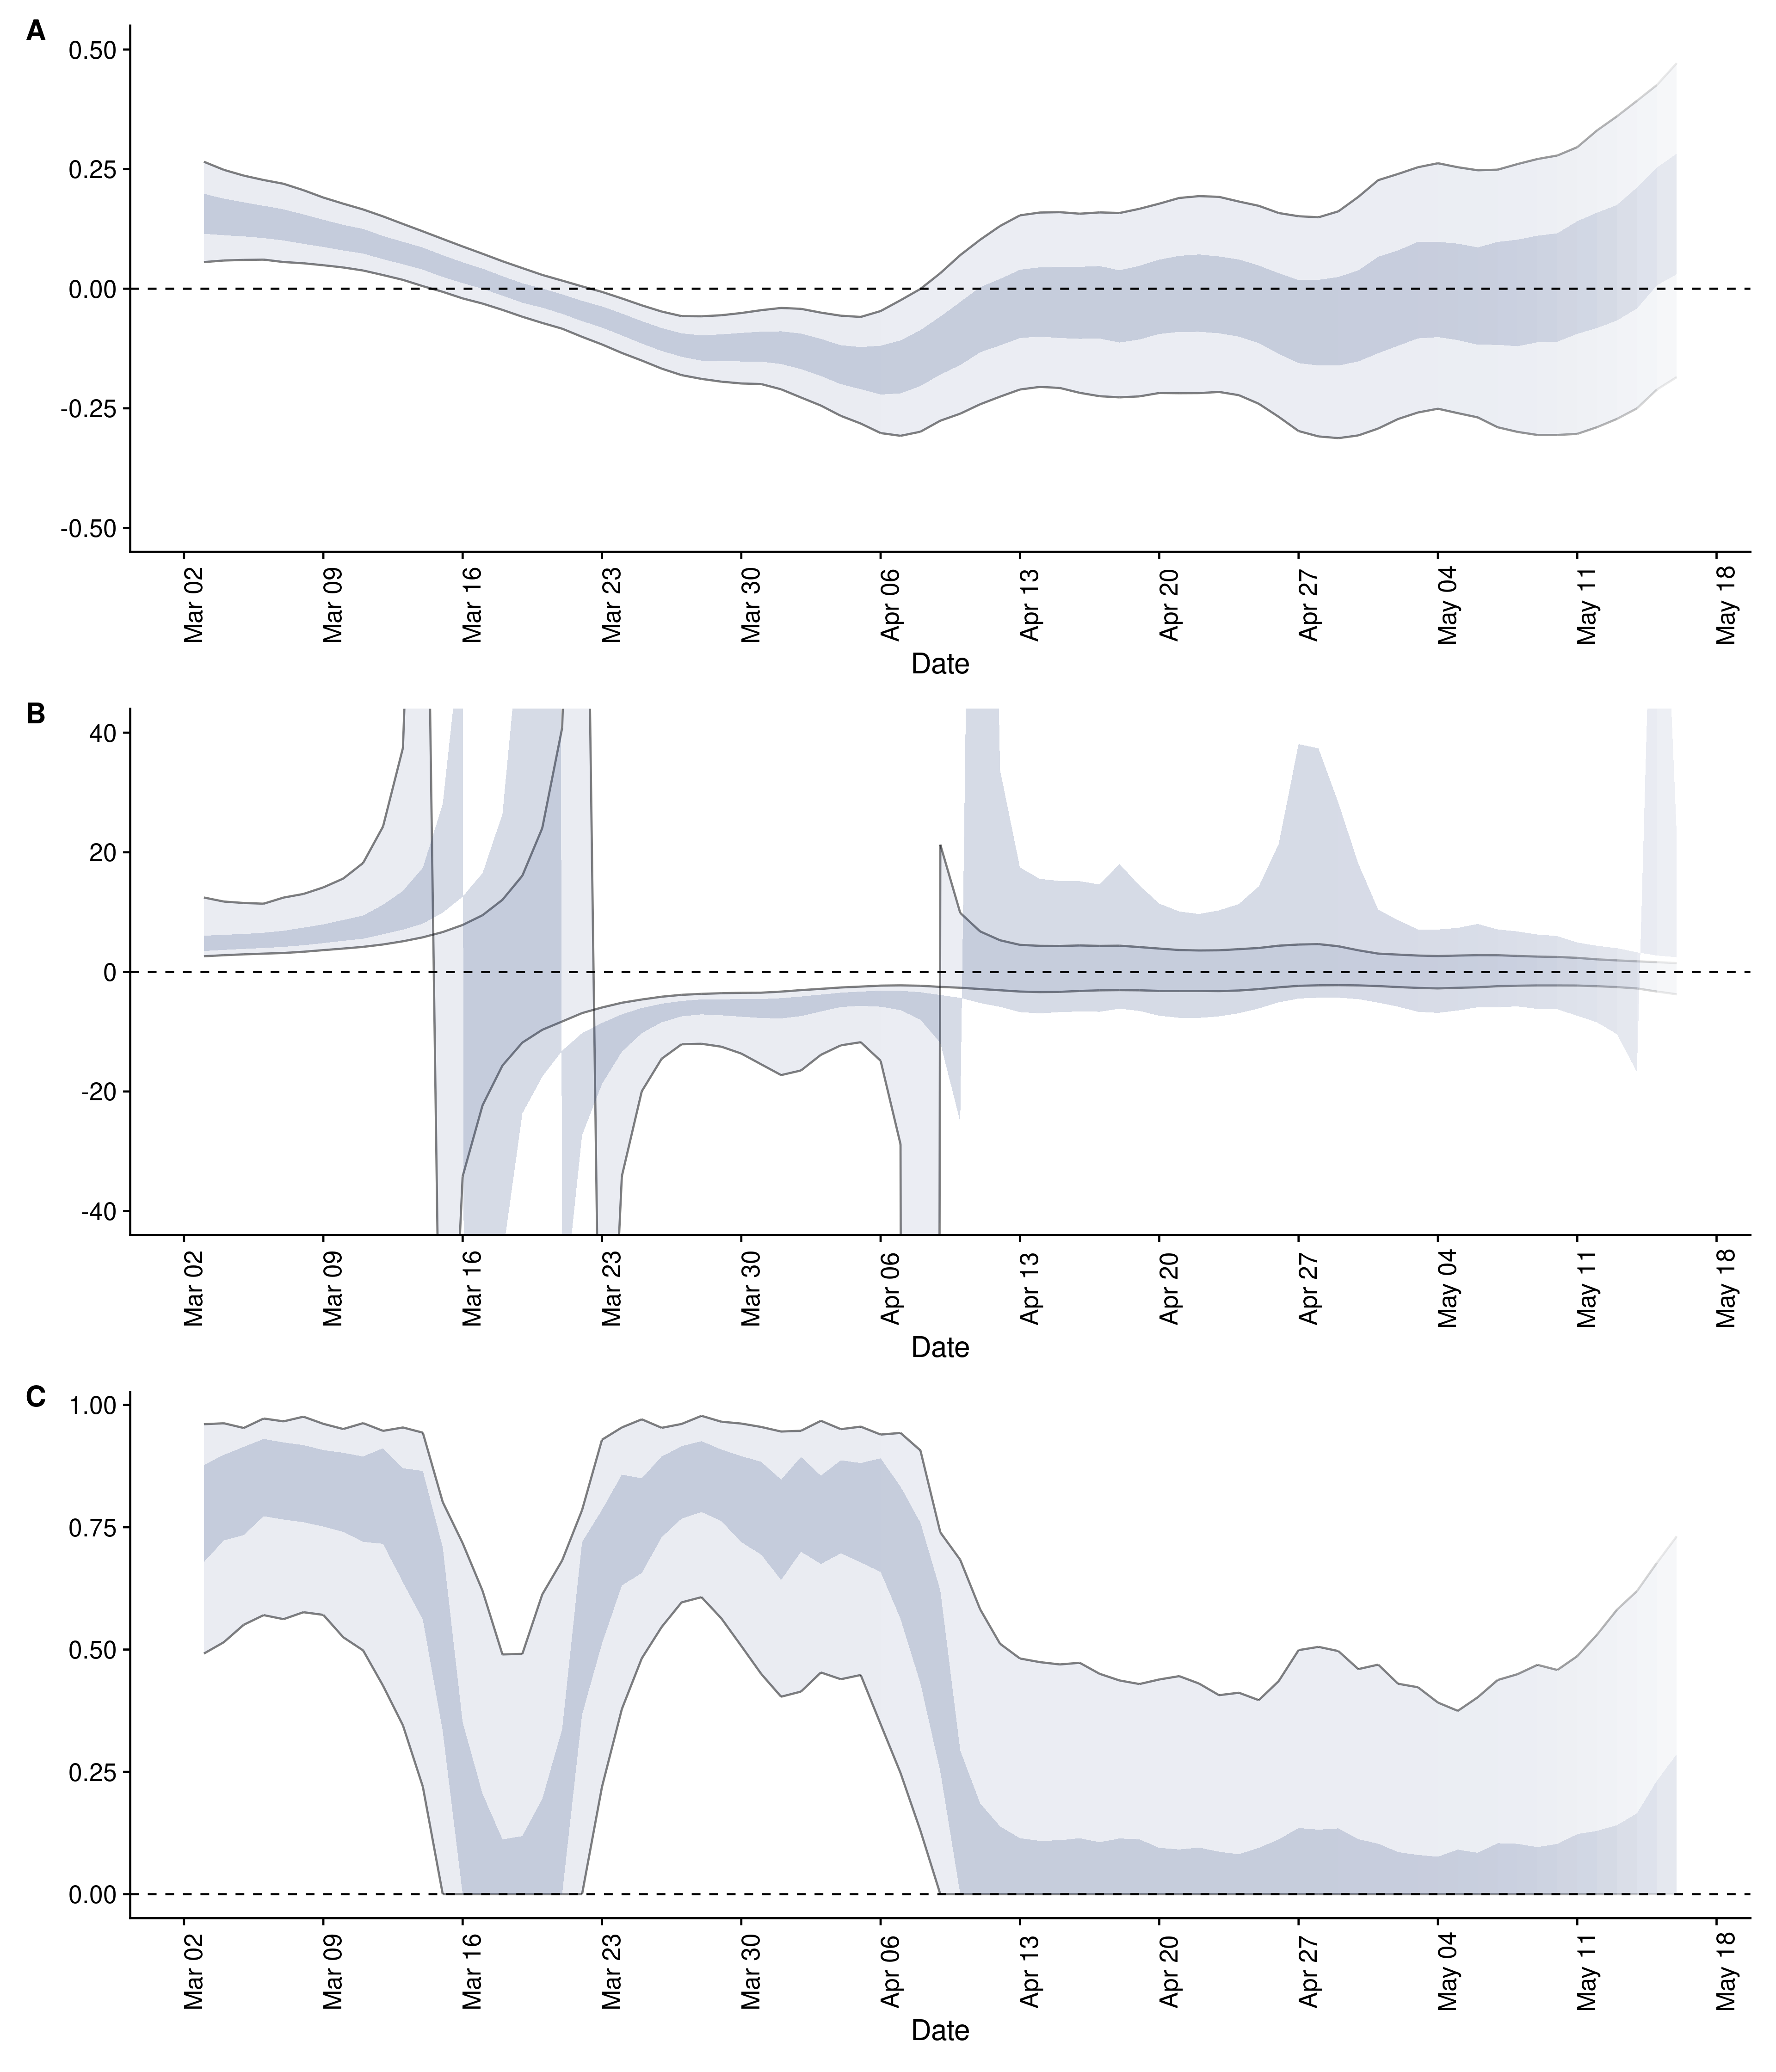 A
0.50
0.25
0.00
-0.25
-0.50
Mar 02
Mar 09
Mar 16
Mar 23
Mar 30
Apr 06
Apr 13
Apr 20
Apr 27
May 04
May 11
May 18
Date
B
40
20
0
-20
-40
Mar 02
Mar 09
Mar 16
Mar 23
Mar 30
Apr 06
Apr 13
Apr 20
Apr 27
May 04
May 11
May 18
Date
C
1.00
0.75
0.50
0.25
0.00
Mar 02
Mar 09
Mar 16
Mar 23
Mar 30
Apr 06
Apr 13
Apr 20
Apr 27
May 04
May 11
May 18
Date